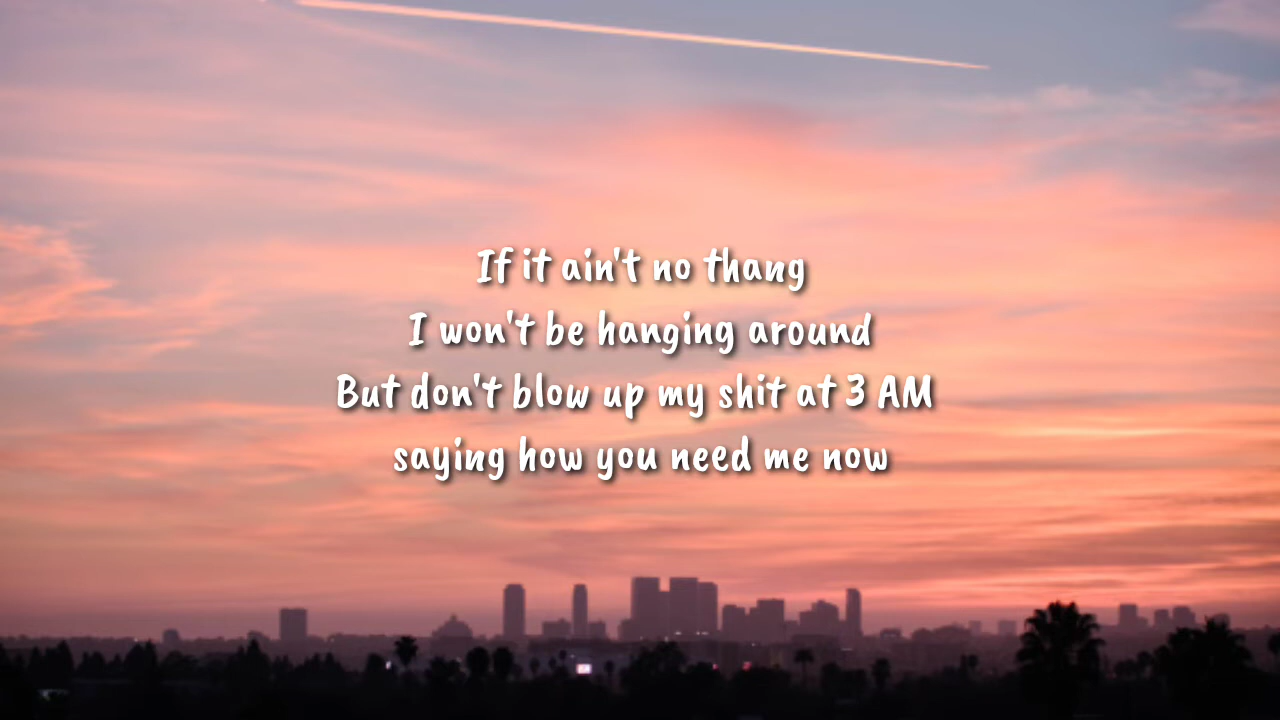 If it ain't no thang
I won't be hanging around
But don't blow up my shit at 3 AM
saying how you need me now